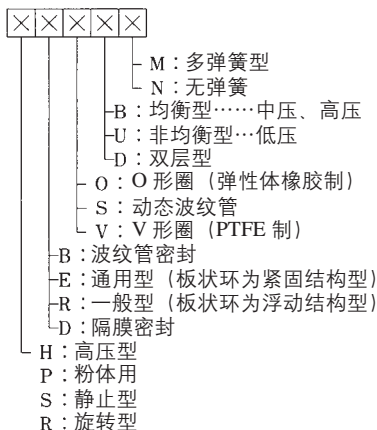 M：多弹簧型
N：无弹簧
B：均衡型……中压、高压
U：非均衡型…低压
D：双层型
O：O形圈（弹性体橡胶制）
S：动态波纹管
V：V形圈（PTFE制）
B：波纹管密封
E：通用型（板状环为紧固结构型）
R：一般型（板状环为浮动结构型）
D：隔膜密封
H：高压型
P：粉体用
S：静止型
R：旋转型